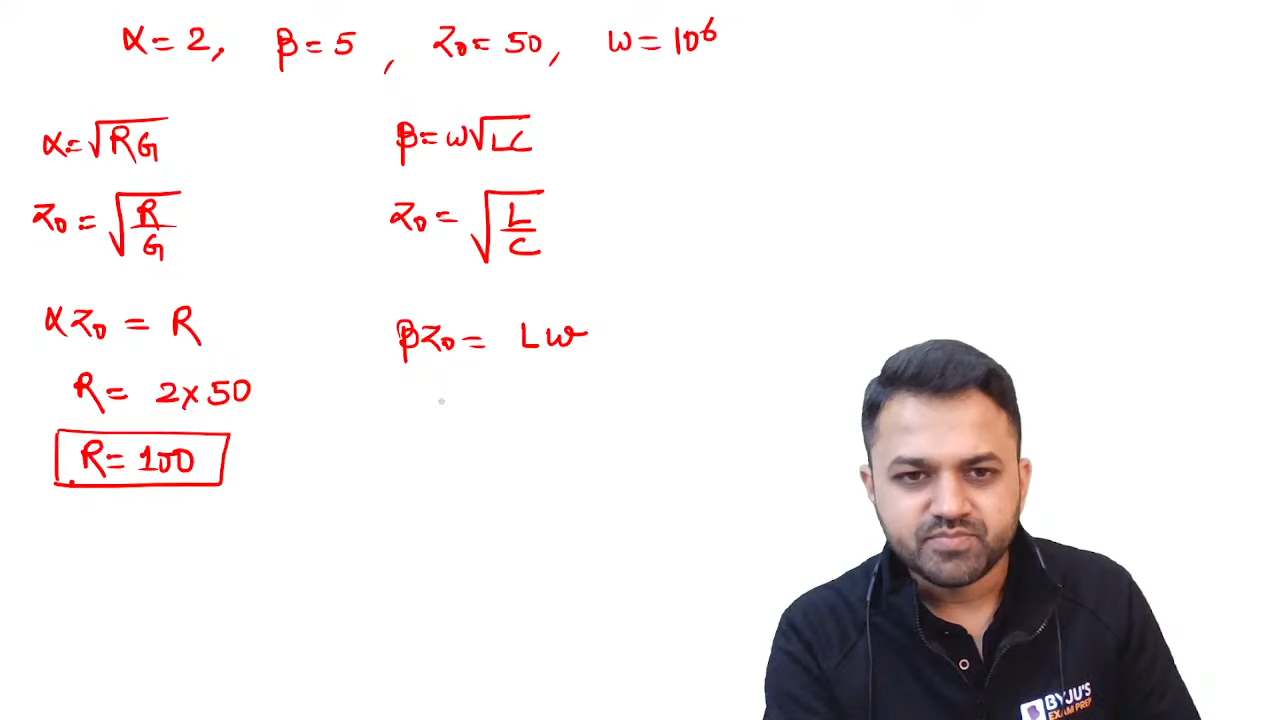 α = 2, β = 5, Z₀ = 50, ω = 10⁶
α = √RG
Z₀ = √R/G
αZ₀ = R
R = 2 × 50
R = 100
β = ω√LC
Z₀ = √L/C
βZ₀ = Lω
BYJU'S
EXAM PREP